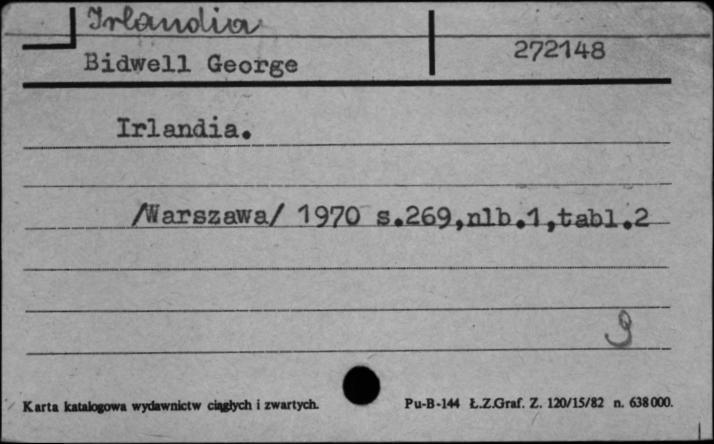 Irlandia
Bidwell George
272148
Irlandia.
/Warszawa/ 1970 s.269,nlb.1,tabl.2
Karta katalogowa wydawnictw ciągłych i zwartych.
Pu-B-144 Ł.Z.Graf. Z. 120/15/82 n. 638000.